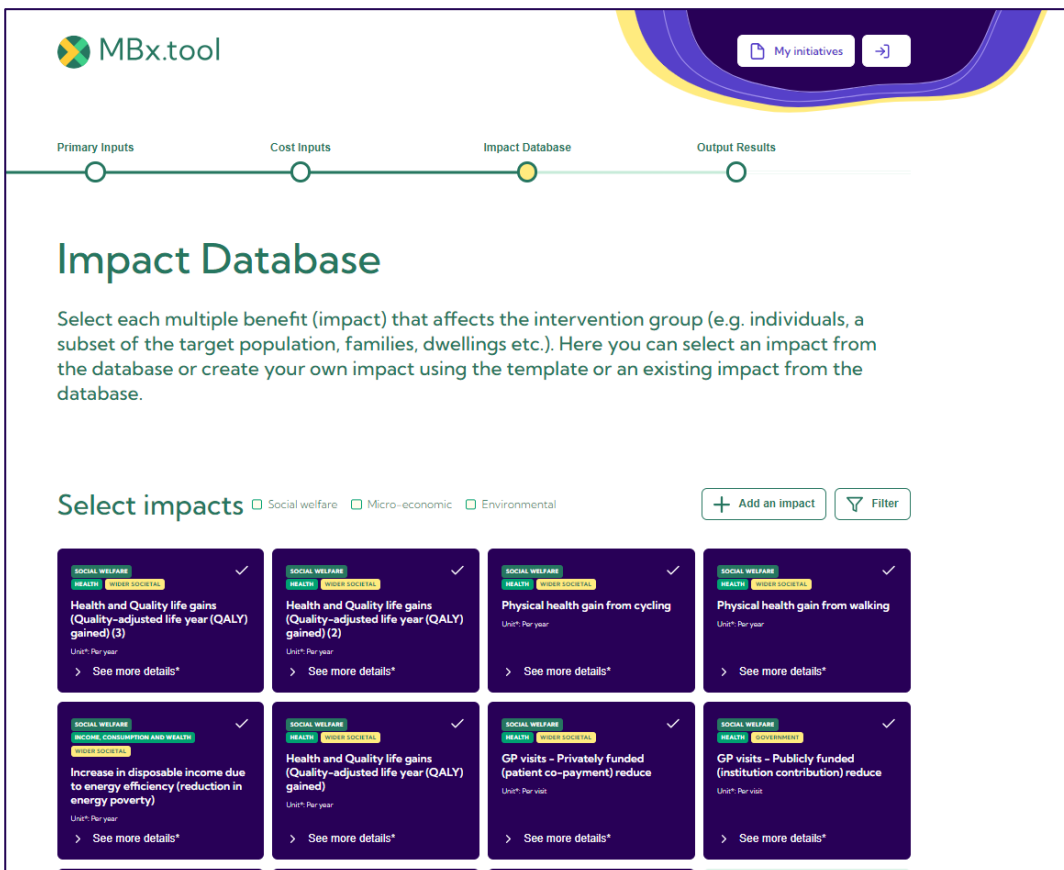 MBx.tool
My initiatives
Primary Inputs
Cost Inputs
Impact Database
Output Results
Impact Database
Select each multiple benefit (impact) that affects the intervention group (e.g. individuals, a
subset of the target population, families, dwellings etc.). Here you can select an impact from
the database or create your own impact using the template or an existing impact from the
database.
Select impacts
Social welfare
Micro-economic
Environmental
Add an impact
Filter
SOCIAL WELFARE
HEALTH WIDER SOCIETAL
Health and Quality life gains
(Quality-adjusted life year (QALY)
gained) (3)
Unit*: Per year
See more details*
SOCIAL WELFARE
HEALTH WIDER SOCIETAL
Health and Quality life gains
(Quality-adjusted life year (QALY)
gained) (2)
Unit*: Per year
See more details*
SOCIAL WELFARE
HEALTH WIDER SOCIETAL
Physical health gain from cycling
Unit*: Per year
See more details*
SOCIAL WELFARE
HEALTH WIDER SOCIETAL
Physical health gain from walking
Unit*: Per year
See more details*
SOCIAL WELFARE
INCOME, CONSUMPTION AND WEALTH
WIDER SOCIETAL
Increase in disposable income due
to energy efficiency (reduction in
energy poverty)
Unit*: Per year
See more details*
SOCIAL WELFARE
HEALTH WIDER SOCIETAL
Health and Quality life gains
(Quality-adjusted life year (QALY)
gained)
Unit*: Per year
See more details*
SOCIAL WELFARE
HEALTH WIDER SOCIETAL
GP visits - Privately funded
(patient co-payment) reduce
Unit*: Per visit
See more details*
SOCIAL WELFARE
HEALTH GOVERNMENT
GP visits - Publicly funded
(institution contribution) reduce
Unit*: Per visit
See more details*